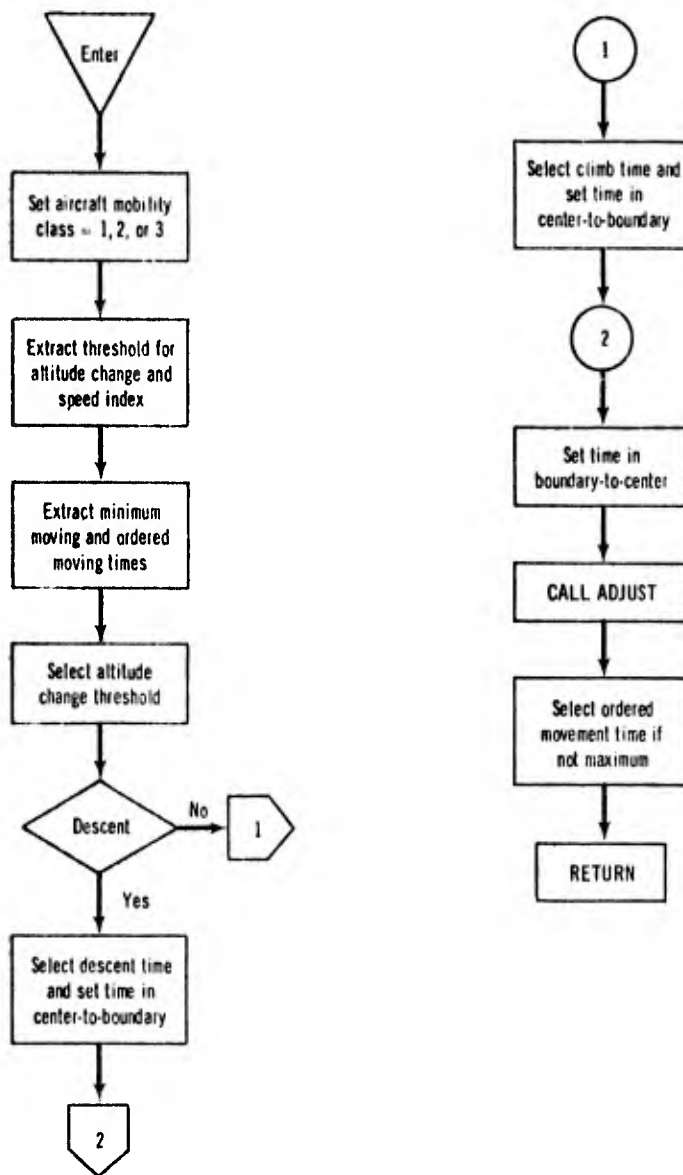 Enter
Set aircraft mobility
class = 1, 2, or 3
Extract threshold for
altitude change and
speed index
Extract minimum
moving and ordered
moving times
Select altitude
change threshold
Descent
No
1
Yes
Select descent time
and set time in
center-to-boundary
2
1
Select climb time and
set time in
center-to-boundary
2
Set time in
boundary-to-center
CALL ADJUST
Select ordered
movement time if
not maximum
RETURN